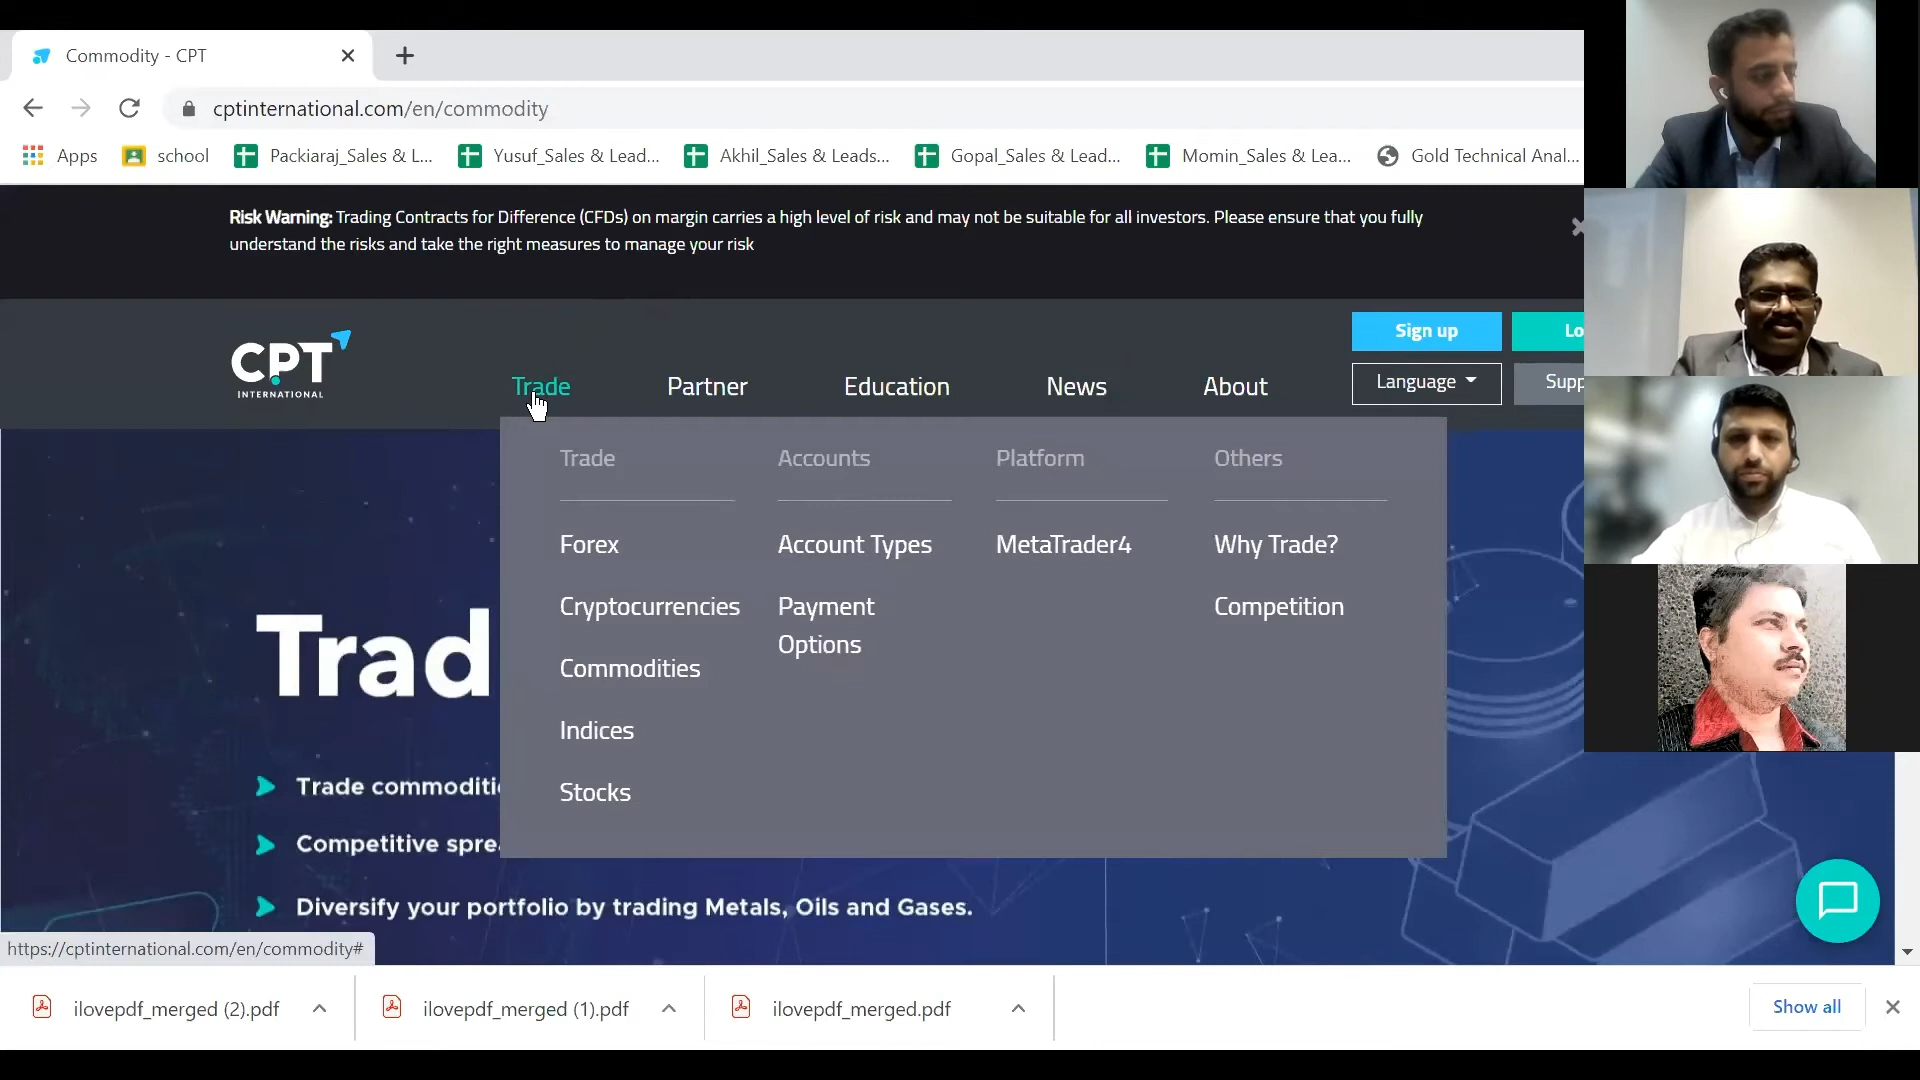 Commodity - CPT
cptinternational.com/en/commodity
Apps
school
Packiaraj_Sales & L...
Yusuf_Sales & Lead...
Akhil_Sales & Leads...
Gopal_Sales & Lead...
Momin_Sales & Lea...
Gold Technical Anal...
Risk Warning: Trading Contracts for Difference (CFDs) on margin carries a high level of risk and may not be suitable for all investors. Please ensure that you fully
understand the risks and take the right measures to manage your risk
CPT
INTERNATIONAL
Trade
Partner
Education
News
About
Sign up
Lo
Language
Supp
Trade
Accounts
Platform
Others
Forex
Account Types
MetaTrader4
Why Trade?
Cryptocurrencies
Payment
Options
Competition
Commodities
Indices
Stocks
Trad
Trade commoditi
Competitive spre
Diversify your portfolio by trading Metals, Oils and Gases.
https://cptinternational.com/en/commodity#
ilovepdf_merged (2).pdf
ilovepdf_merged (1).pdf
ilovepdf_merged.pdf
Show all